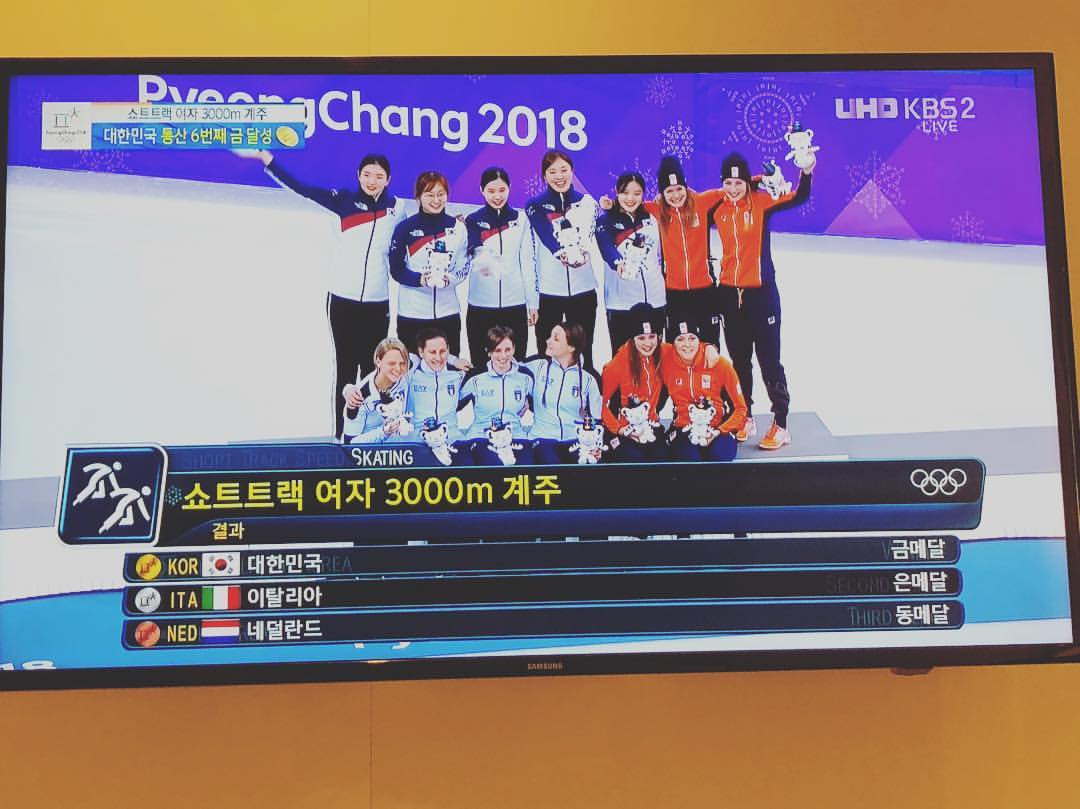 PyeongChang 2018
쇼트트랙 여자 3000m 계주
대한민국 통산 6번째 금 달성
UHD KBS2
LIVE
SHORT TRACK SPEED SKATING
쇼트트랙 여자 3000m 계주
결과
KOR 대한민국 금메달
ITA 이탈리아 SECOND 은메달
NED 네덜란드 THIRD 동메달
SAMSUNG